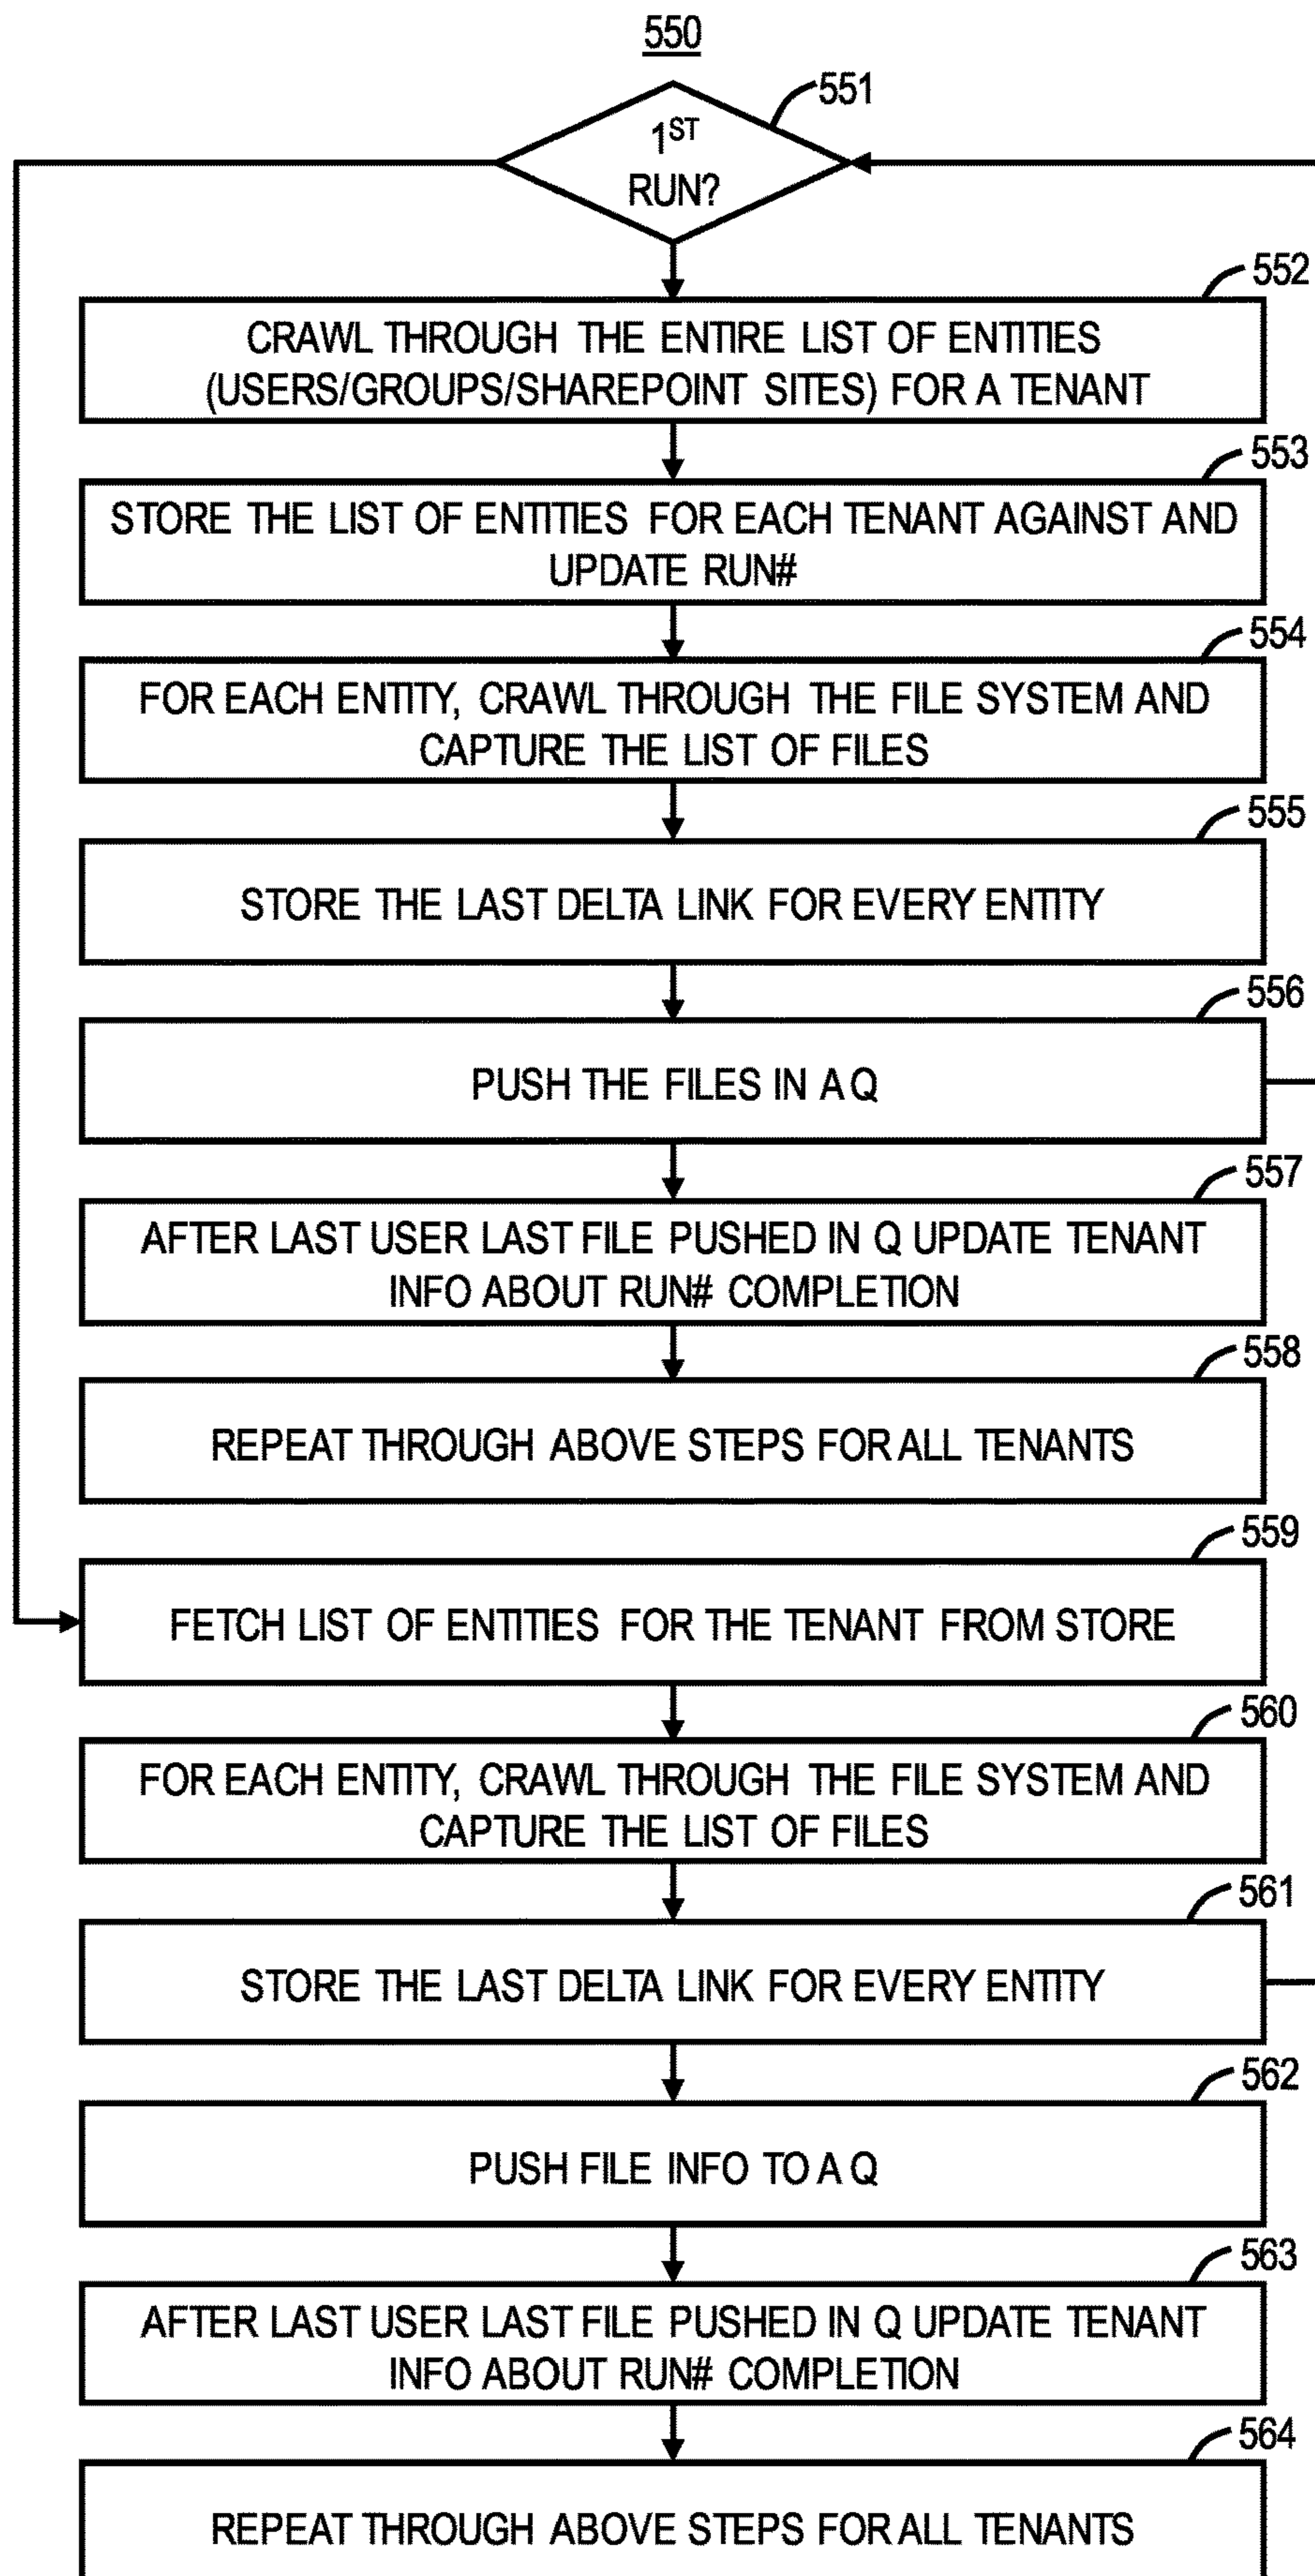 550
551
1ST
RUN?
552
CRAWL THROUGH THE ENTIRE LIST OF ENTITIES
(USERS/GROUPS/SHAREPOINT SITES) FOR A TENANT
553
STORE THE LIST OF ENTITIES FOR EACH TENANT AGAINST AND
UPDATE RUN#
554
FOR EACH ENTITY, CRAWL THROUGH THE FILE SYSTEM AND
CAPTURE THE LIST OF FILES
555
STORE THE LAST DELTA LINK FOR EVERY ENTITY
556
PUSH THE FILES IN A Q
557
AFTER LAST USER LAST FILE PUSHED IN Q UPDATE TENANT
INFO ABOUT RUN# COMPLETION
558
REPEAT THROUGH ABOVE STEPS FOR ALL TENANTS
559
FETCH LIST OF ENTITIES FOR THE TENANT FROM STORE
560
FOR EACH ENTITY, CRAWL THROUGH THE FILE SYSTEM AND
CAPTURE THE LIST OF FILES
561
STORE THE LAST DELTA LINK FOR EVERY ENTITY
562
PUSH FILE INFO TO A Q
563
AFTER LAST USER LAST FILE PUSHED IN Q UPDATE TENANT
INFO ABOUT RUN# COMPLETION
564
REPEAT THROUGH ABOVE STEPS FOR ALL TENANTS